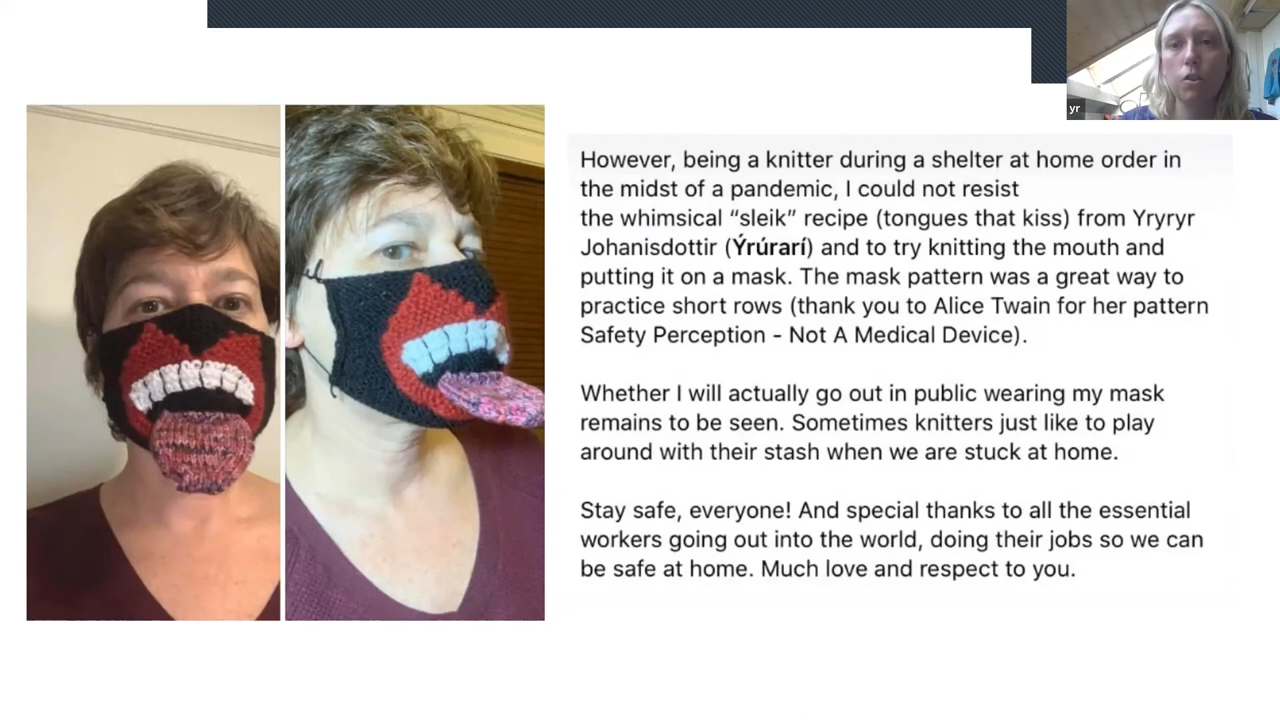 yr
However, being a knitter during a shelter at home order in
the midst of a pandemic, I could not resist
the whimsical “sleik” recipe (tongues that kiss) from Yryryr
Johanisdottir (Ýrúrarí) and to try knitting the mouth and
putting it on a mask. The mask pattern was a great way to
practice short rows (thank you to Alice Twain for her pattern
Safety Perception - Not A Medical Device).
Whether I will actually go out in public wearing my mask
remains to be seen. Sometimes knitters just like to play
around with their stash when we are stuck at home.
Stay safe, everyone! And special thanks to all the essential
workers going out into the world, doing their jobs so we can
be safe at home. Much love and respect to you.